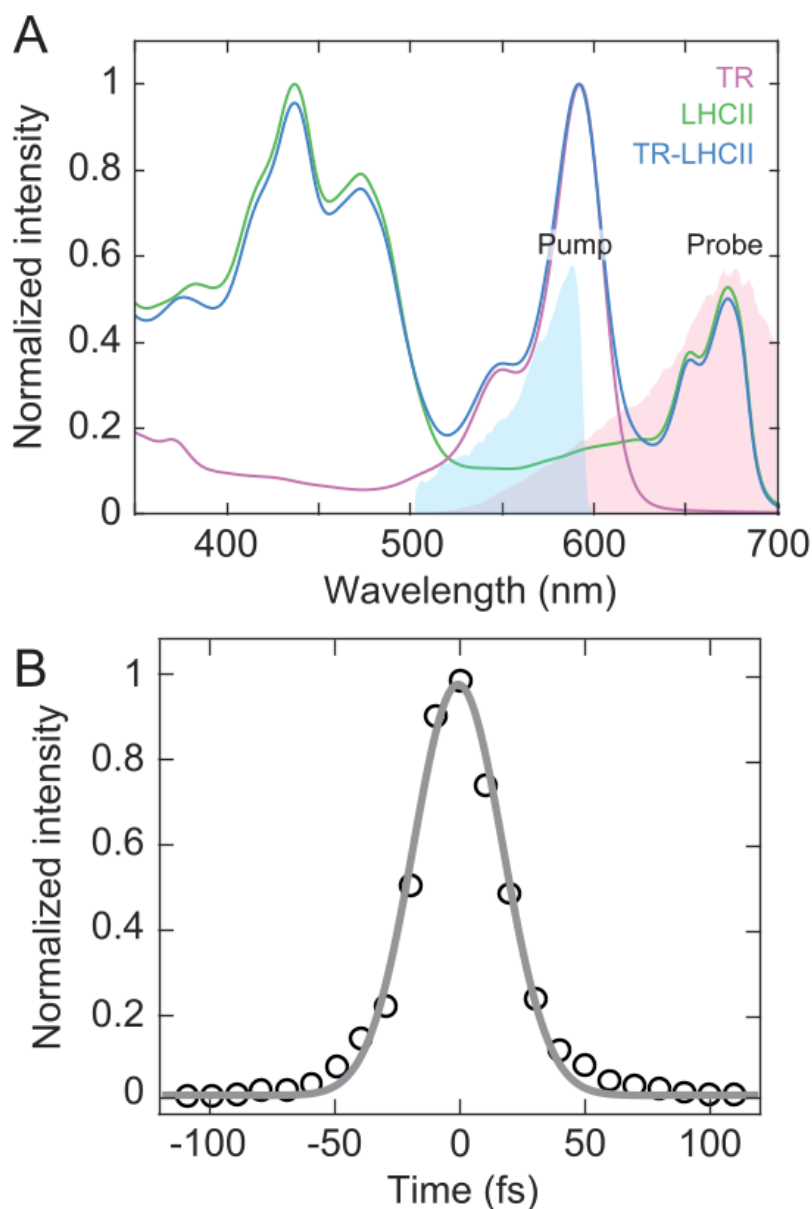 A
Normalized intensity
1
0.8
0.6
0.4
0.2
0
TR
LHCII
TR-LHCII
Pump
Probe
400 500 600 700
Wavelength (nm)
B
Normalized intensity
1
0.8
0.6
0.4
0.2
0
-100 -50 0 50 100
Time (fs)